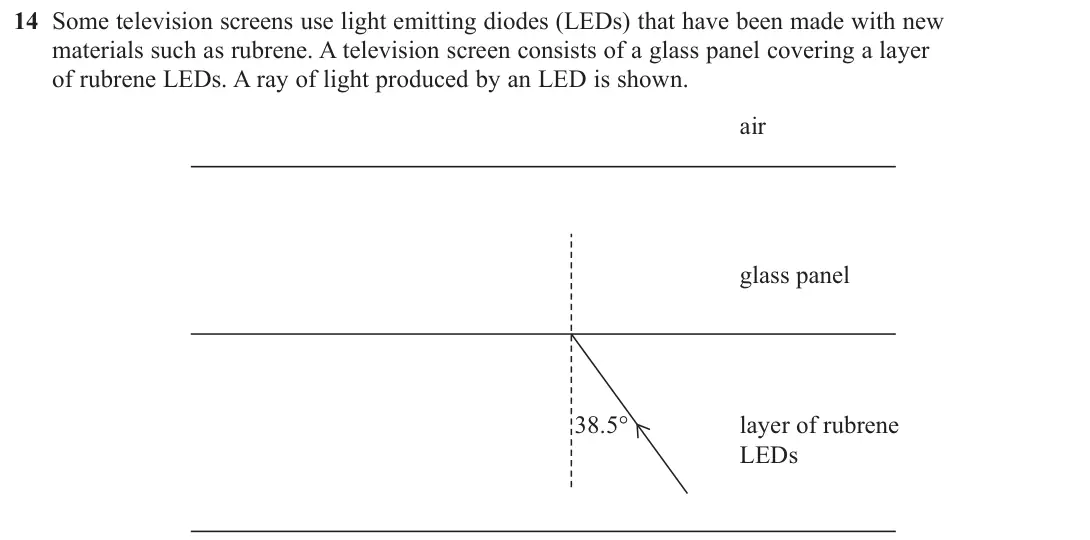 14 Some television screens use light emitting diodes (LEDs) that have been made with new
materials such as rubrene. A television screen consists of a glass panel covering a layer
of rubrene LEDs. A ray of light produced by an LED is shown.
air
glass panel
38.5°
layer of rubrene
LEDs